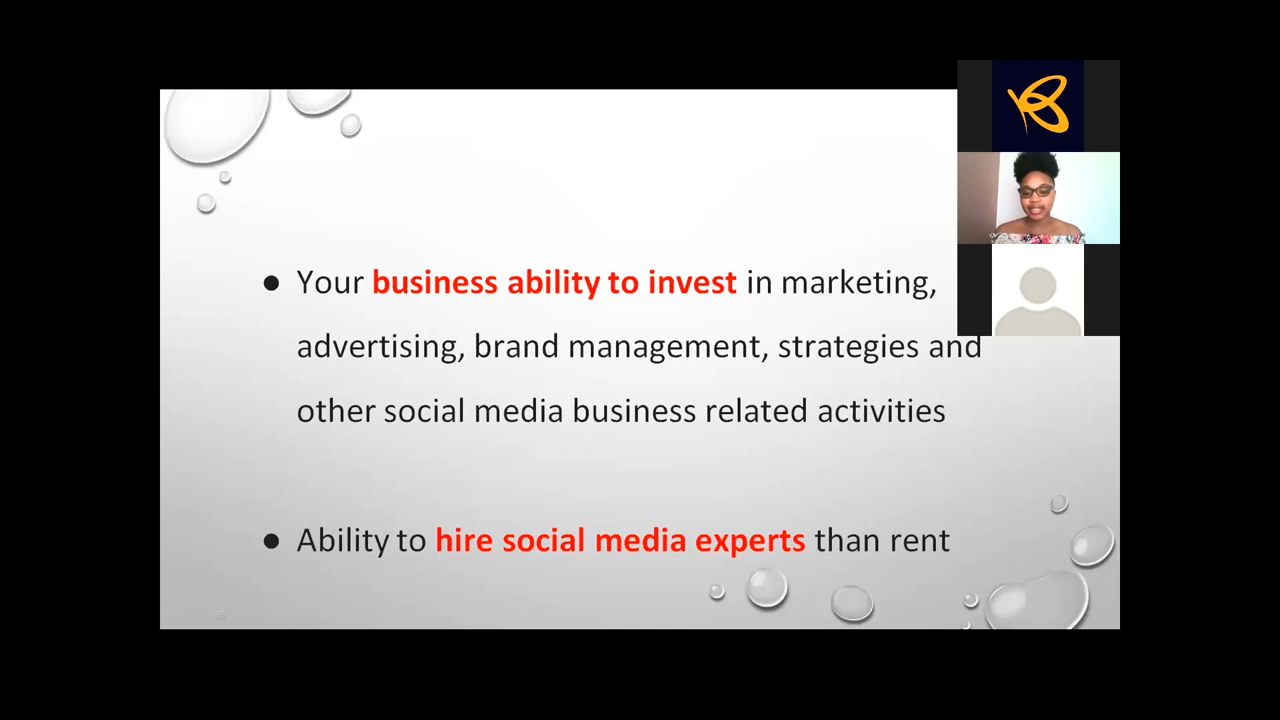 ● Your business ability to invest in marketing,
advertising, brand management, strategies and
other social media business related activities
● Ability to hire social media experts than rent